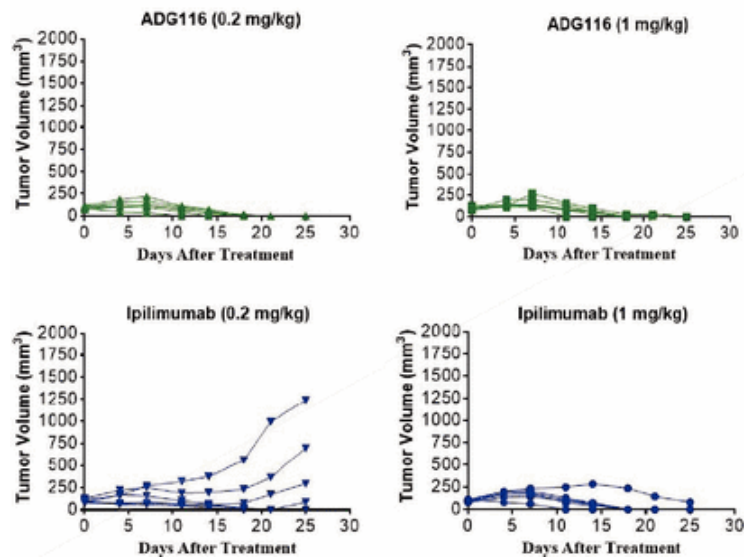 ADG116 (0.2 mg/kg)
Tumor Volume (mm³)
2000
1750
1500
1250
1000
750
500
250
0
0 5 10 15 20 25 30
Days After Treatment
ADG116 (1 mg/kg)
Tumor Volume (mm³)
2000
1750
1500
1250
1000
750
500
250
0
0 5 10 15 20 25 30
Days After Treatment
Ipilimumab (0.2 mg/kg)
Tumor Volume (mm³)
2000
1750
1500
1250
1000
750
500
250
0
0 5 10 15 20 25 30
Days After Treatment
Ipilimumab (1 mg/kg)
Tumor Volume (mm³)
2000
1750
1500
1250
1000
750
500
250
0
0 5 10 15 20 25 30
Days After Treatment